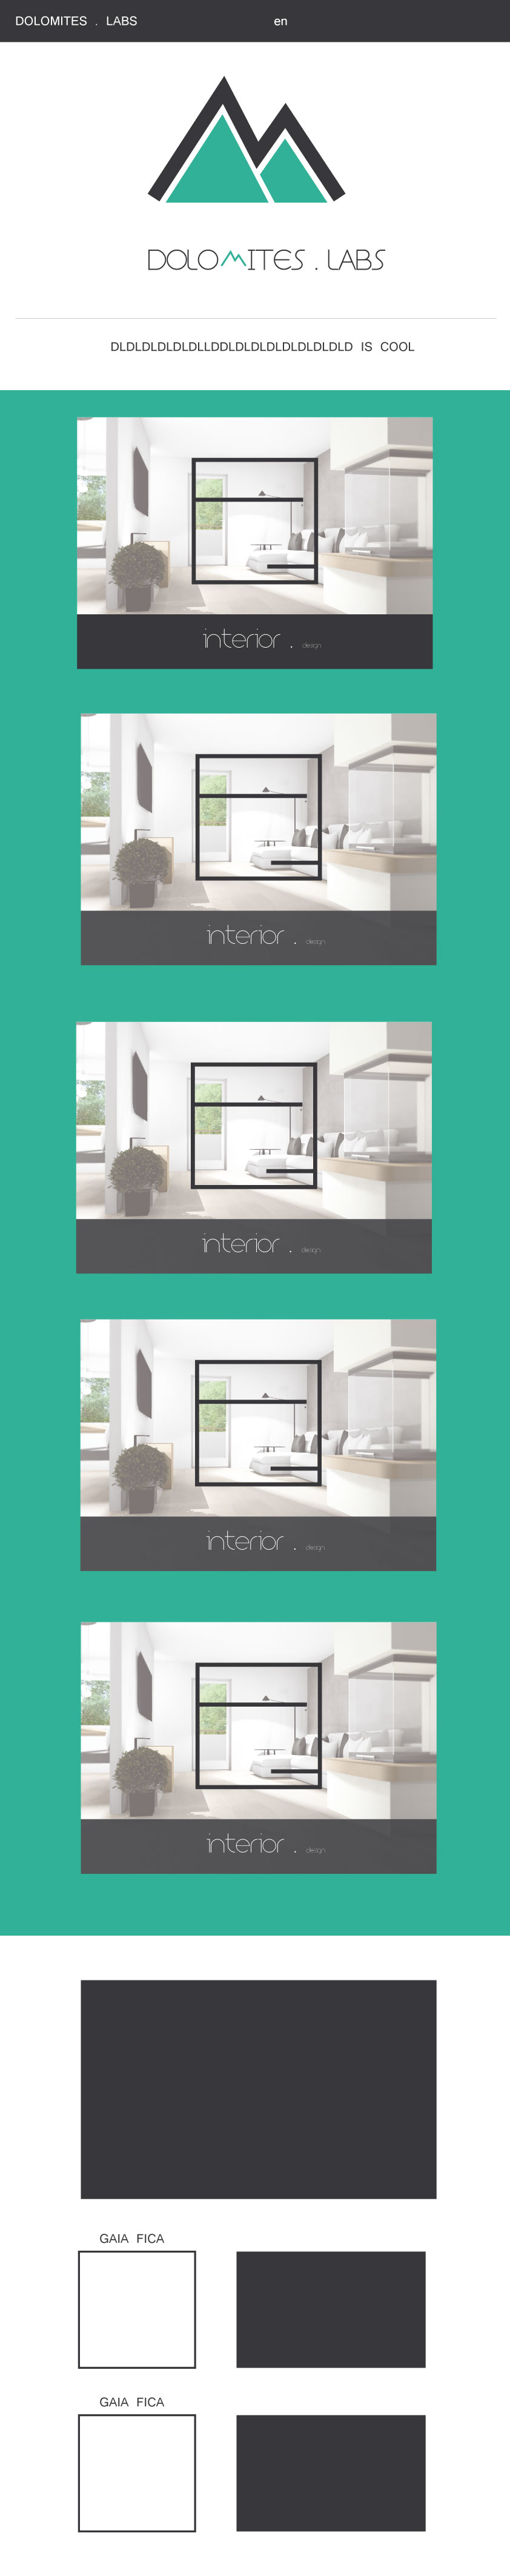 DOLOMITES . LABS en
DOLOMITES . LABS
DLDLDLDLDLDLLDDLDLDLDLDLDLDLDLD IS COOL
interior . design
interior . design
interior . design
interior . design
interior . design
GAIA FICA
GAIA FICA